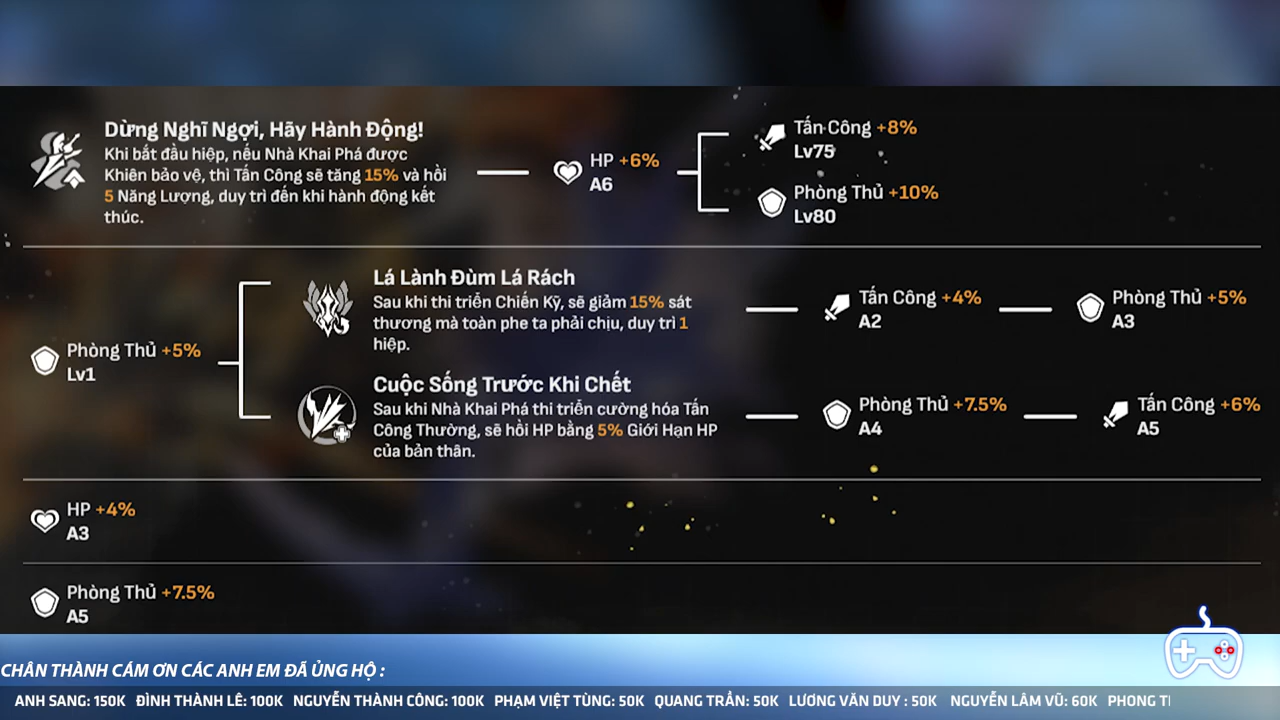 Dừng Nghĩ Ngợi, Hãy Hành Động!
Khi bắt đầu hiệp, nếu Nhà Khai Phá được
Khiên bảo vệ, thì Tấn Công sẽ tăng 15% và hồi
5 Năng Lượng, duy trì đến khi hành động kết
thúc.
HP +6%
A6
Tấn Công +8%
Lv75
Phòng Thủ +10%
Lv80
Phòng Thủ +5%
Lv1
Lá Lành Đùm Lá Rách
Sau khi thi triển Chiến Kỹ, sẽ giảm 15% sát
thương mà toàn phe ta phải chịu, duy trì 1
hiệp.
Tấn Công +4%
A2
Phòng Thủ +5%
A3
Cuộc Sống Trước Khi Chết
Sau khi Nhà Khai Phá thi triển cường hóa Tấn
Công Thường, sẽ hồi HP bằng 5% Giới Hạn HP
của bản thân.
Phòng Thủ +7.5%
A4
Tấn Công +6%
A5
HP +4%
A3
Phòng Thủ +7.5%
A5
CHÂN THÀNH CÁM ƠN CÁC ANH EM ĐÃ ỦNG HỘ :
ANH SANG: 150K ĐÌNH THÀNH LÊ: 100K NGUYỄN THÀNH CÔNG: 100K PHẠM VIỆT TÙNG: 50K QUANG TRẦN: 50K LƯƠNG VĂN DUY : 50K NGUYỄN LÂM VŨ: 60K PHONG